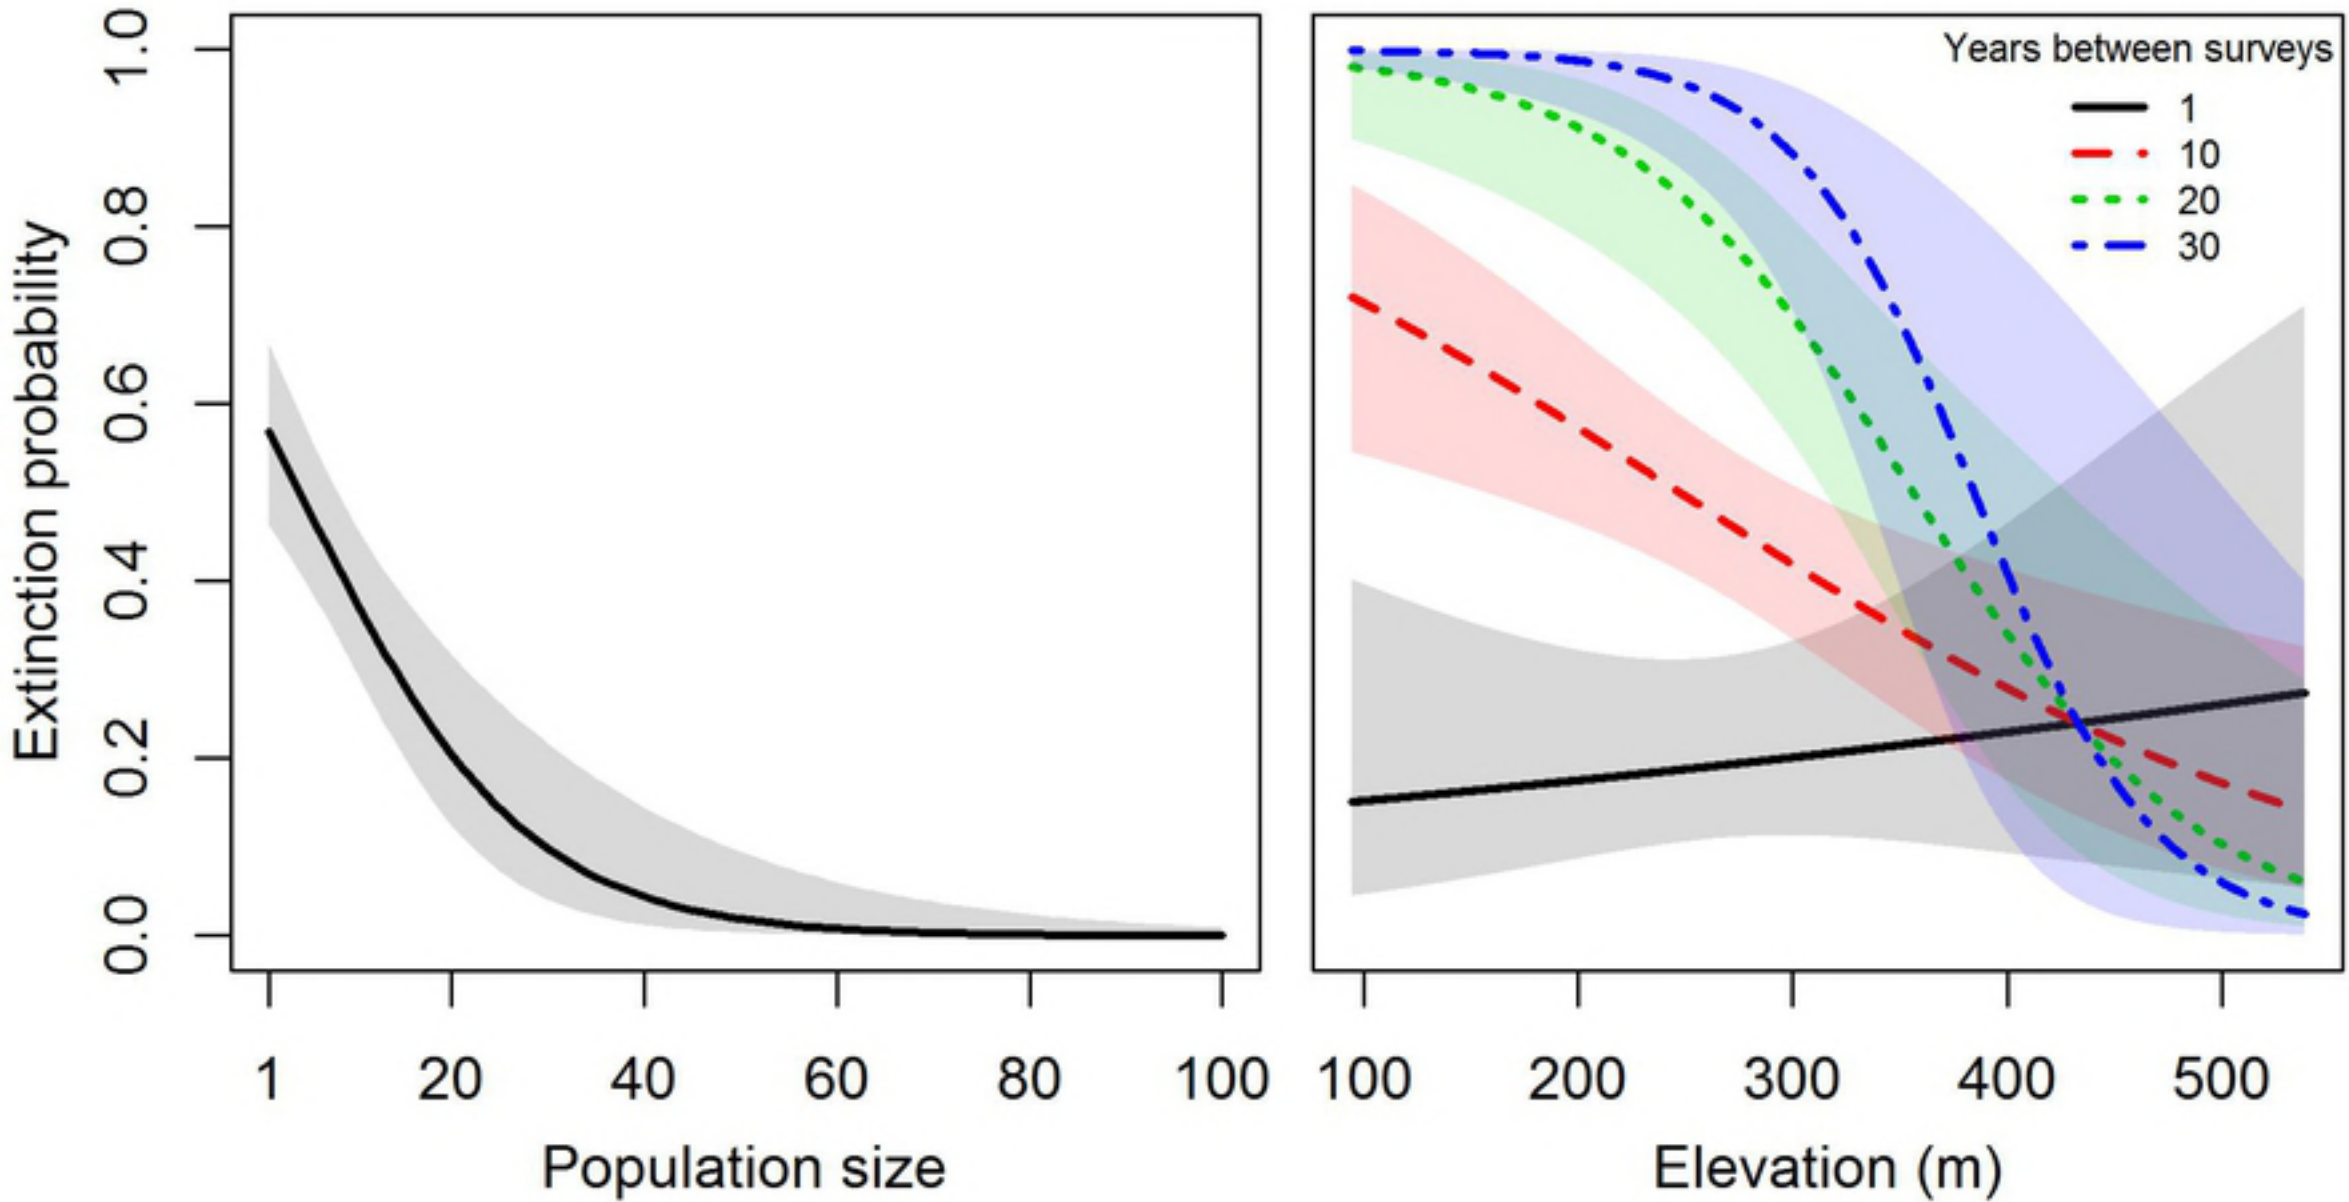 Extinction probability
1.0
0.8
0.6
0.4
0.2
0.0
1 20 40 60 80 100
Population size
Years between surveys
1
10
20
30
100 200 300 400 500
Elevation (m)